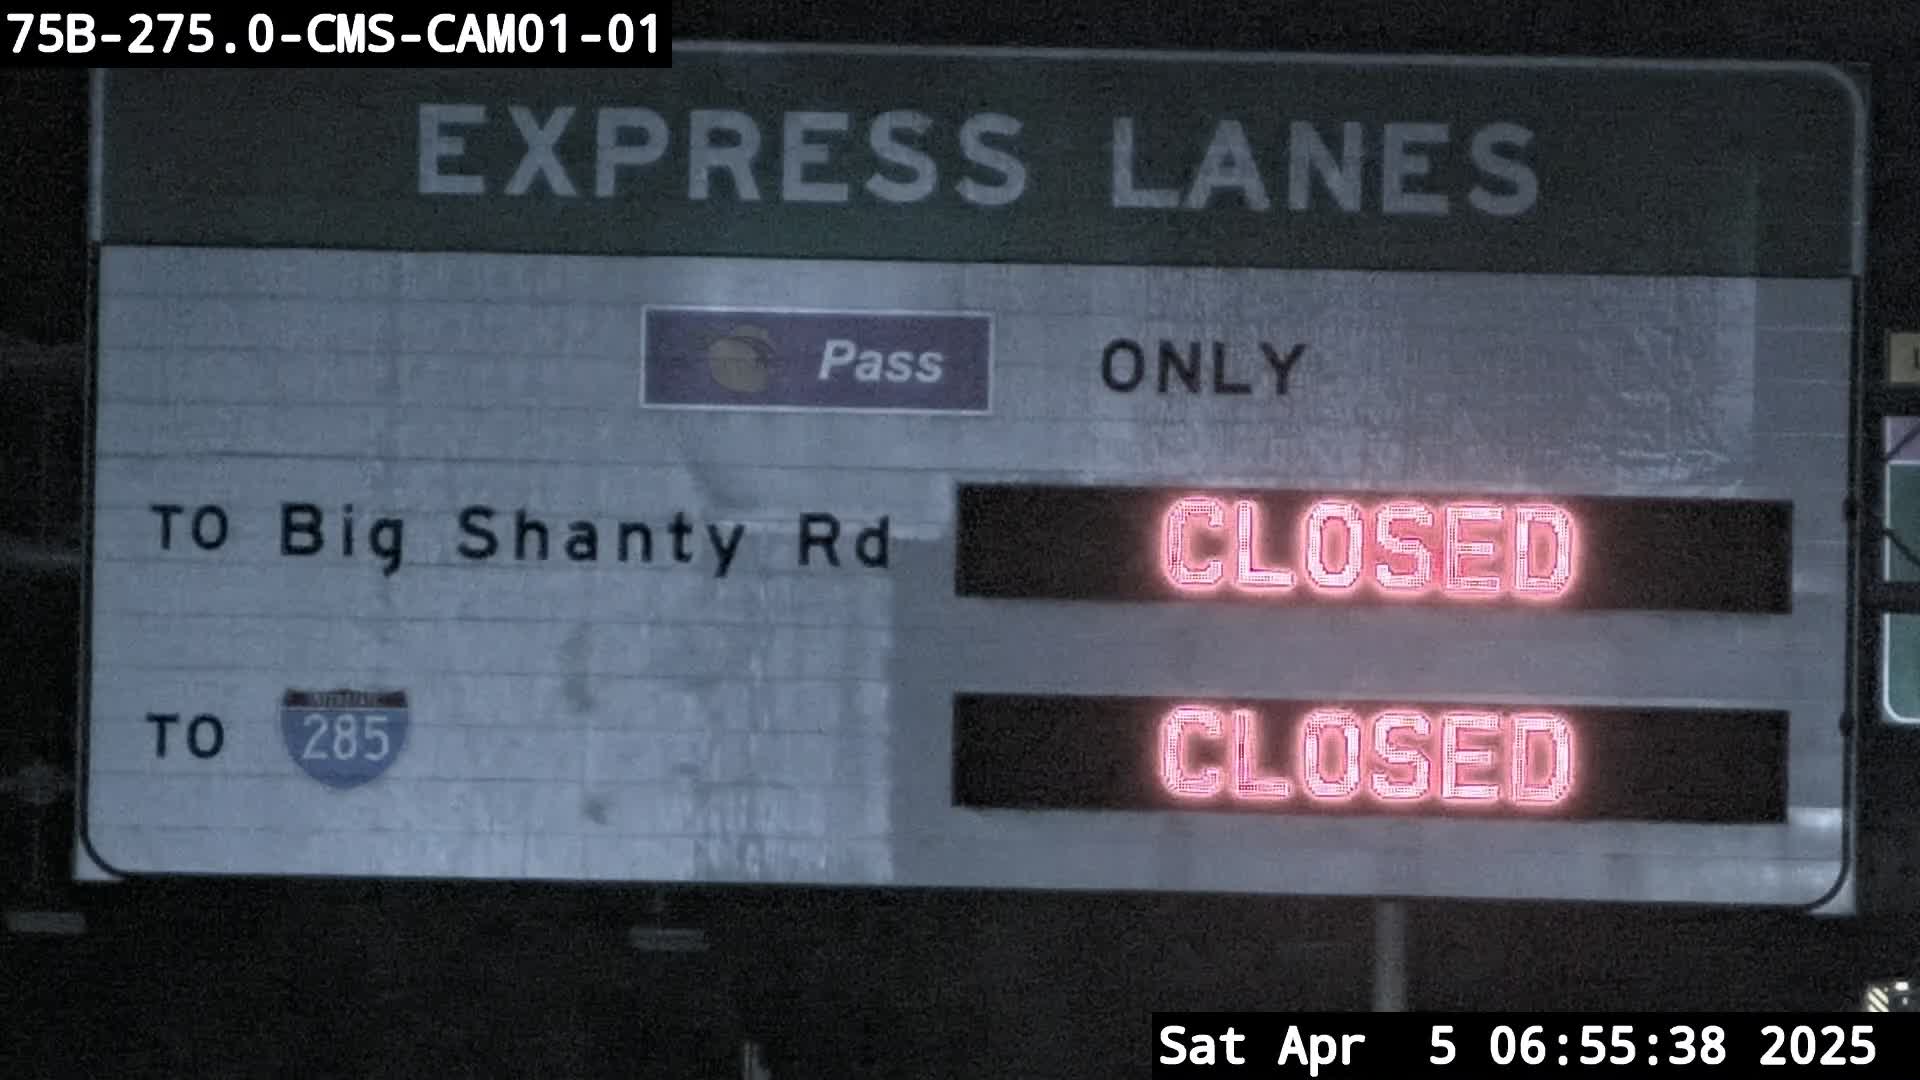 75B-275.0-CMS-CAM01-01
EXPRESS LANES
Pass ONLY
TO Big Shanty Rd CLOSED
TO 285 CLOSED
Sat Apr 5 06:55:38 2025